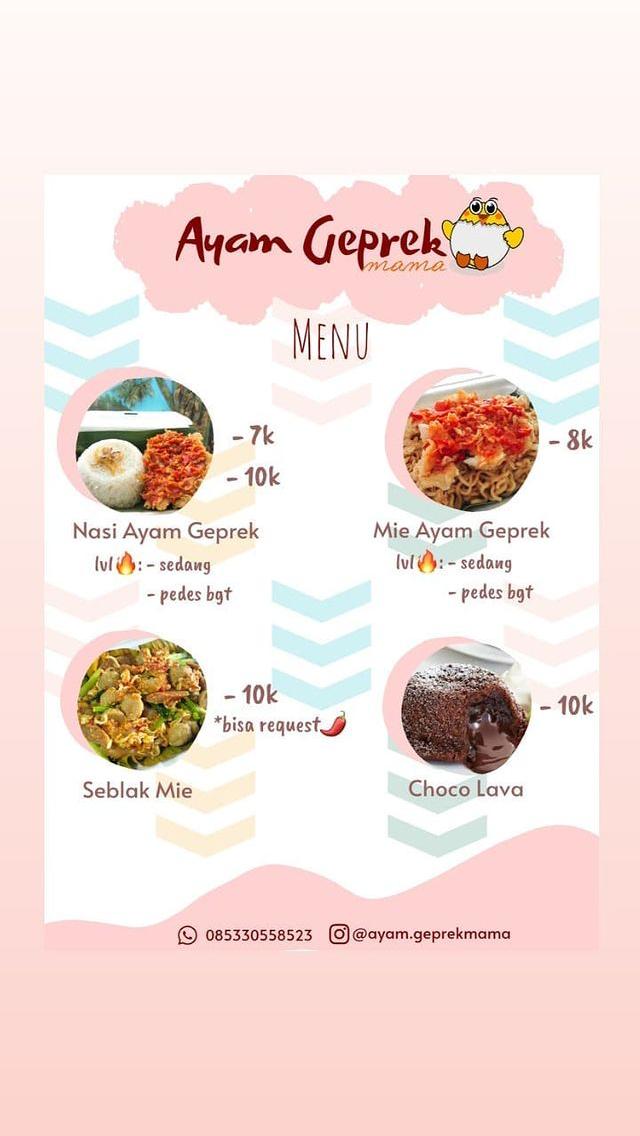 Ayam Geprek
mama
MENU
- 7k
- 10k
Nasi Ayam Geprek
lvl🔥: - sedang
- pedes bgt
- 8k
Mie Ayam Geprek
lvl🔥: - sedang
- pedes bgt
- 10k
*bisa request🌶️
Seblak Mie
- 10k
Choco Lava
085330558523 @ayam.geprekmama